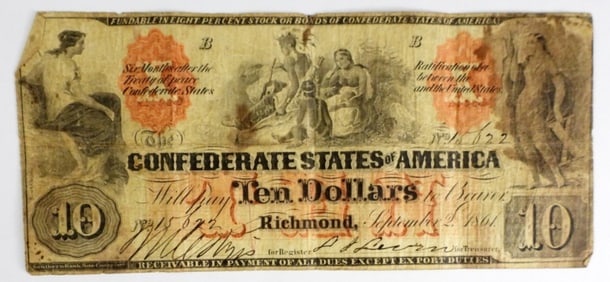 FUNDABLE IN EIGHT PERCENT STOCK OR BONDS OF CONFEDERATE STATES OF AMERICA
B B
Six Months after the
Treaty of peace
Confederate States
Ratification
between the
and the United States.
The No 15022
CONFEDERATE STATES of AMERICA
Will pay Ten Dollars to Bearer
No 15022
Richmond, September 2, 1861.
10 10
for Register for Treasurer
RECEIVABLE IN PAYMENT OF ALL DUES EXCEPT EXPORT DUTIES